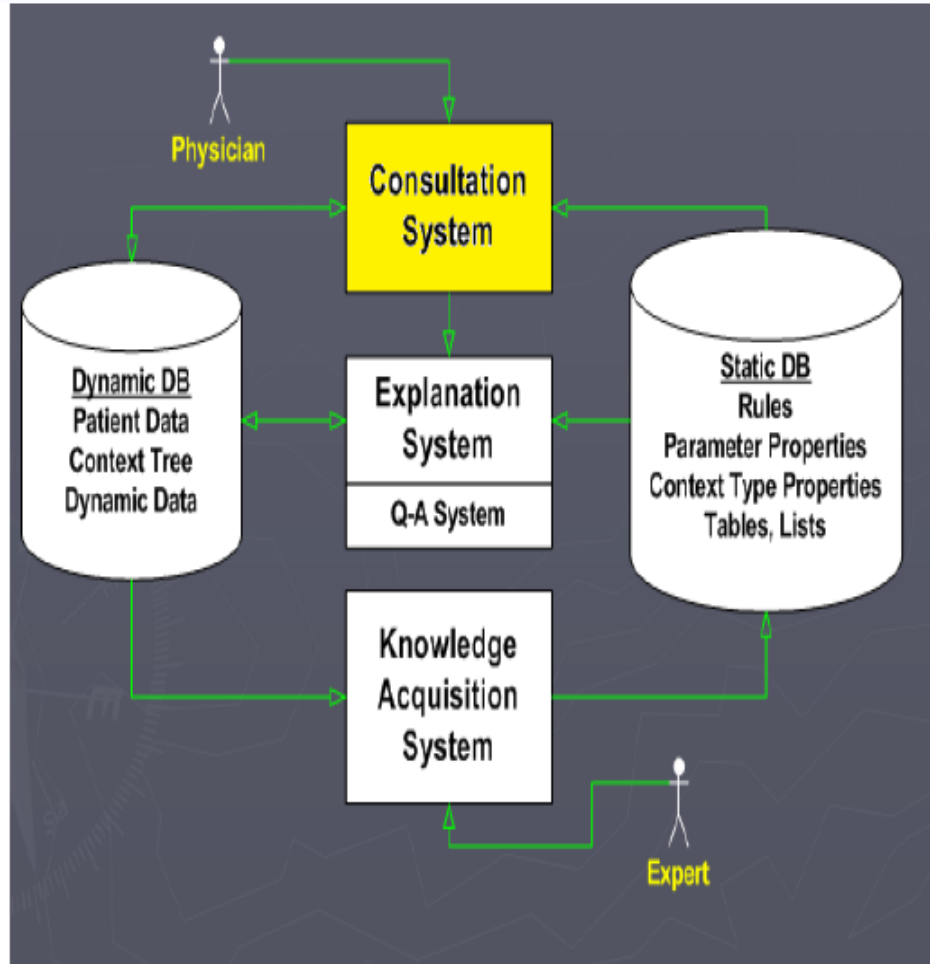 Physician
Consultation
System
Dynamic DB
Patient Data
Context Tree
Dynamic Data
Explanation
System
Q-A System
Static DB
Rules
Parameter Properties
Context Type Properties
Tables, Lists
Knowledge
Acquisition
System
Expert
E